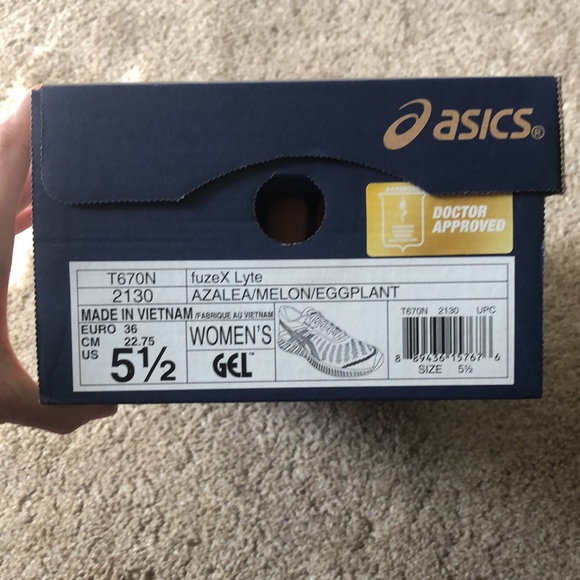 asics®
DOCTOR
APPROVED
T670N fuzeX Lyte
2130 AZALEA/MELON/EGGPLANT
MADE IN VIETNAM/FABRIQUE AU VIETNAM
EURO 36
CM 22.75
US 5½
WOMEN'S
GEL™
T670N 2130 UPC
8 89436 15767 6
SIZE 5½